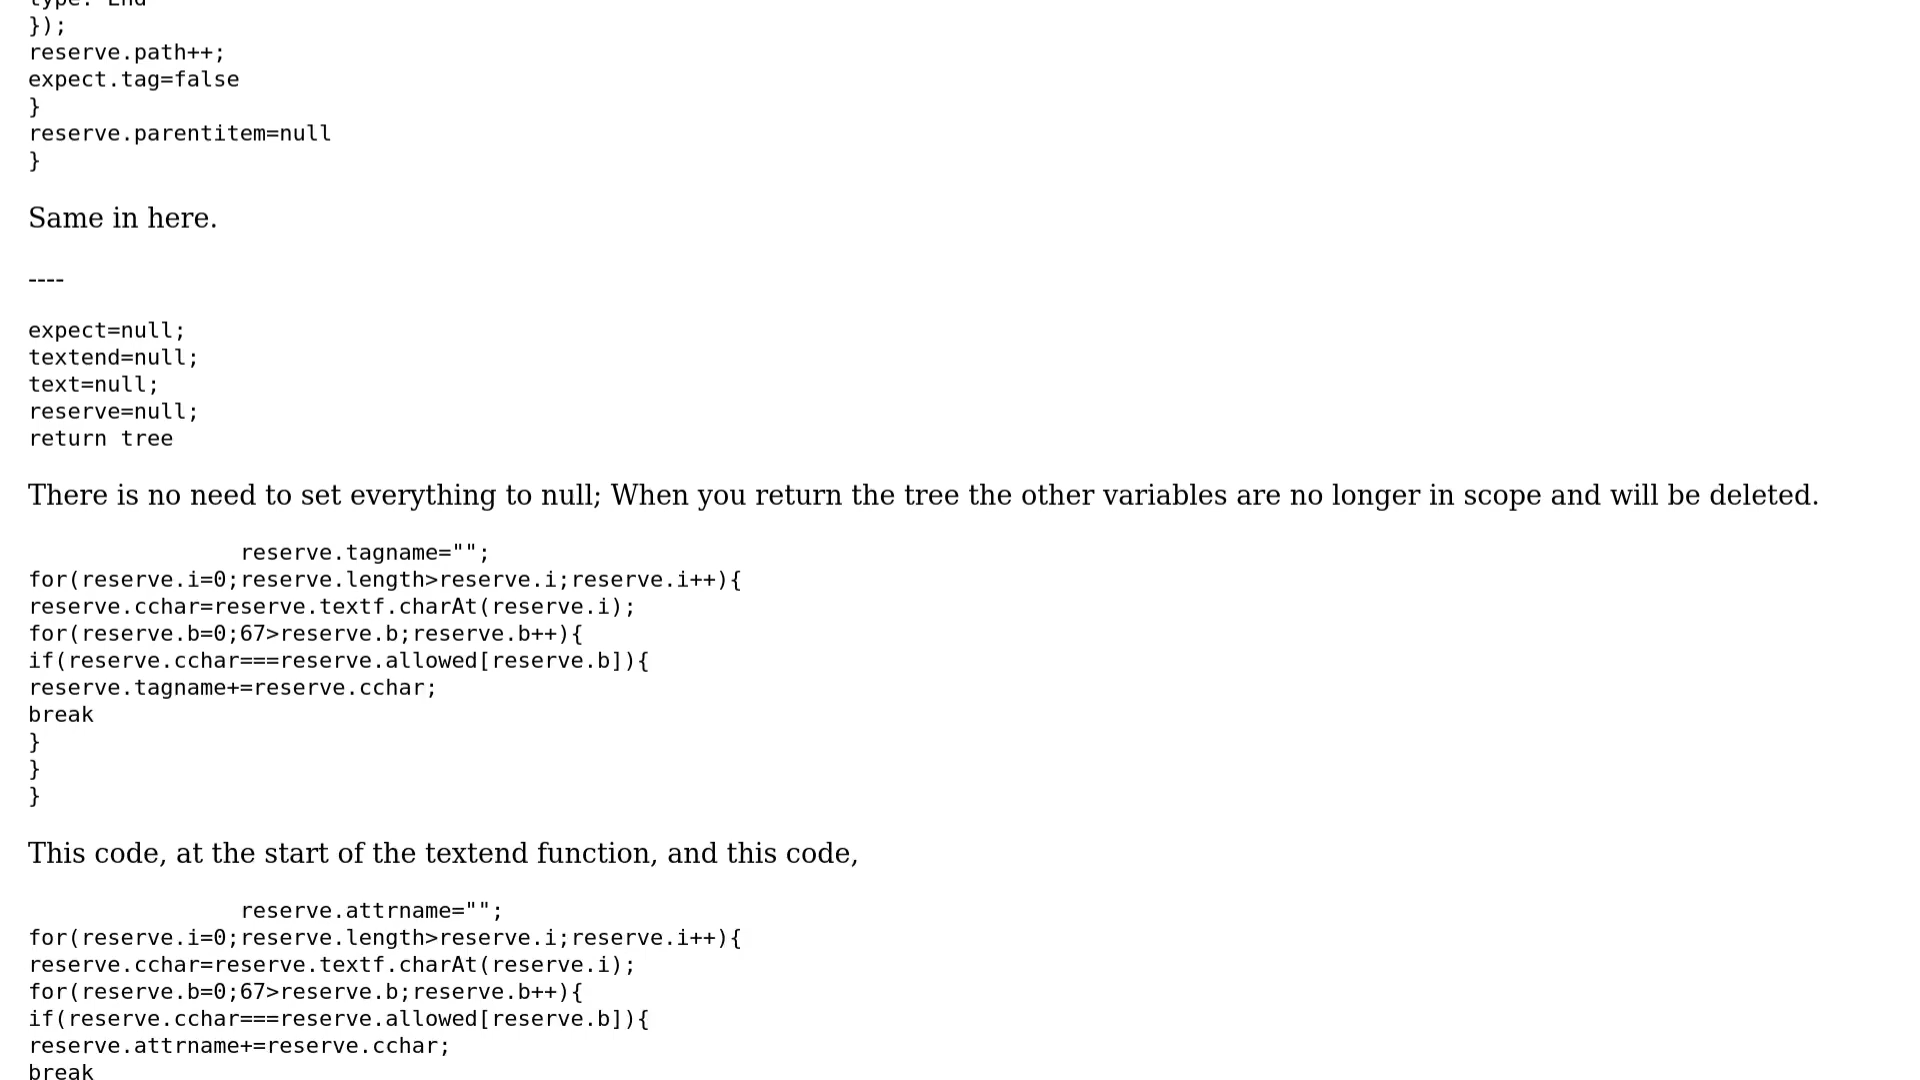 type: "End"
});
reserve.path++;
expect.tag=false
}
reserve.parentitem=null
}
Same in here.
----
expect=null;
textend=null;
text=null;
reserve=null;
return tree
There is no need to set everything to null; When you return the tree the other variables are no longer in scope and will be deleted.
reserve.tagname="";
for(reserve.i=0;reserve.length>reserve.i;reserve.i++){
reserve.cchar=reserve.textf.charAt(reserve.i);
for(reserve.b=0;67>reserve.b;reserve.b++){
if(reserve.cchar===reserve.allowed[reserve.b]){
reserve.tagname+=reserve.cchar;
break
}
}
}
This code, at the start of the textend function, and this code,
reserve.attrname="";
for(reserve.i=0;reserve.length>reserve.i;reserve.i++){
reserve.cchar=reserve.textf.charAt(reserve.i);
for(reserve.b=0;67>reserve.b;reserve.b++){
if(reserve.cchar===reserve.allowed[reserve.b]){
reserve.attrname+=reserve.cchar;
break